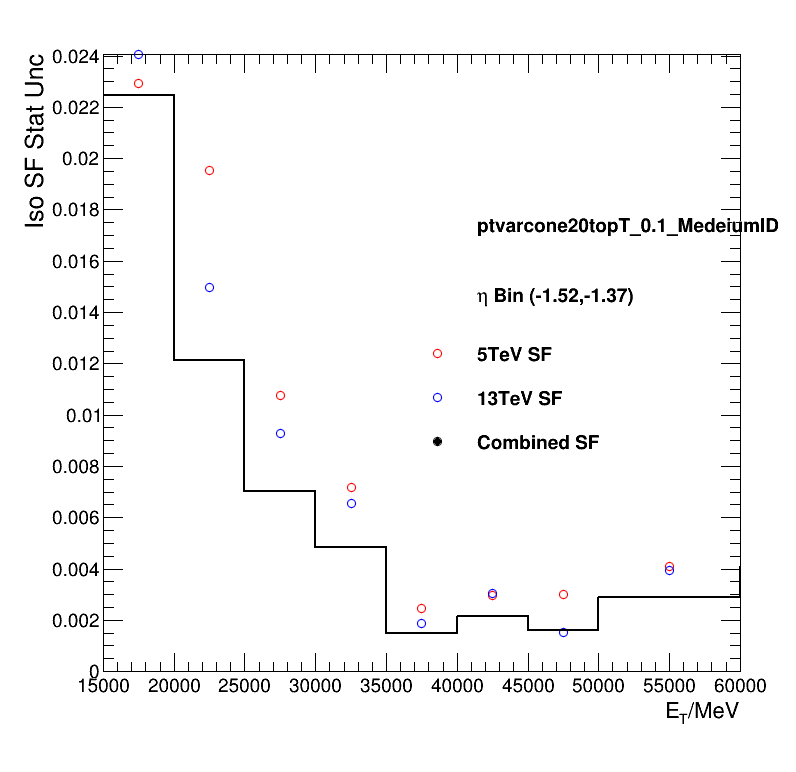 Iso SF Stat Unc
0.024
0.022
0.02
0.018
0.016
0.014
0.012
0.01
0.008
0.006
0.004
0.002
0
ptvarcone20topT_0.1_MedeiumID
η Bin (-1.52,-1.37)
5TeV SF
13TeV SF
Combined SF
15000 20000 25000 30000 35000 40000 45000 50000 55000 60000
E_T/MeV